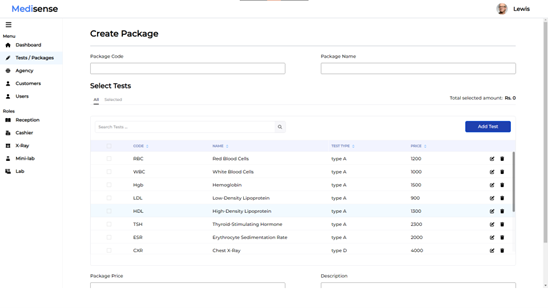 Medisense
Lewis
Menu
Dashboard
Tests / Packages
Agency
Customers
Users
Roles
Reception
Cashier
X-Ray
Mini-lab
Lab
Create Package
Package Code
Package Name
Select Tests
All Selected
Total selected amount: Rs. 0
Search Tests ...
Add Test
CODE NAME TEST TYPE PRICE
RBC Red Blood Cells type A 1200
WBC White Blood Cells type A 1000
Hgb Hemoglobin type A 1500
LDL Low-Density Lipoprotein type A 900
HDL High-Density Lipoprotein type A 1300
TSH Thyroid-Stimulating Hormone type A 2300
ESR Erythrocyte Sedimentation Rate type A 2000
CXR Chest X-Ray type D 4000
Package Price
Description